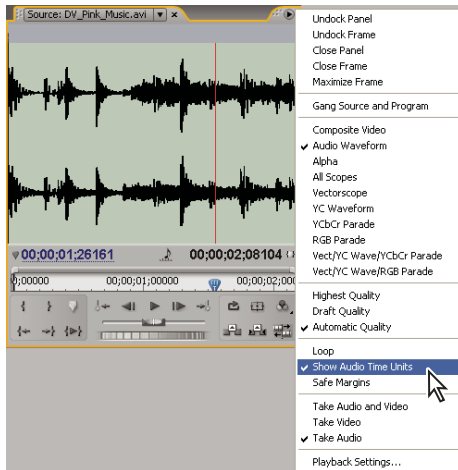 Source: DV_Pink_Music.avi
00;00;01;26161
00;00;02;08104
0;00000 00;00;01;00000 00;00;02;000
Undock Panel
Undock Frame
Close Panel
Close Frame
Maximize Frame
Gang Source and Program
Composite Video
Audio Waveform
Alpha
All Scopes
Vectorscope
YC Waveform
YCbCr Parade
RGB Parade
Vect/YC Wave/YCbCr Parade
Vect/YC Wave/RGB Parade
Highest Quality
Draft Quality
Automatic Quality
Loop
Show Audio Time Units
Safe Margins
Take Audio and Video
Take Video
Take Audio
Playback Settings...